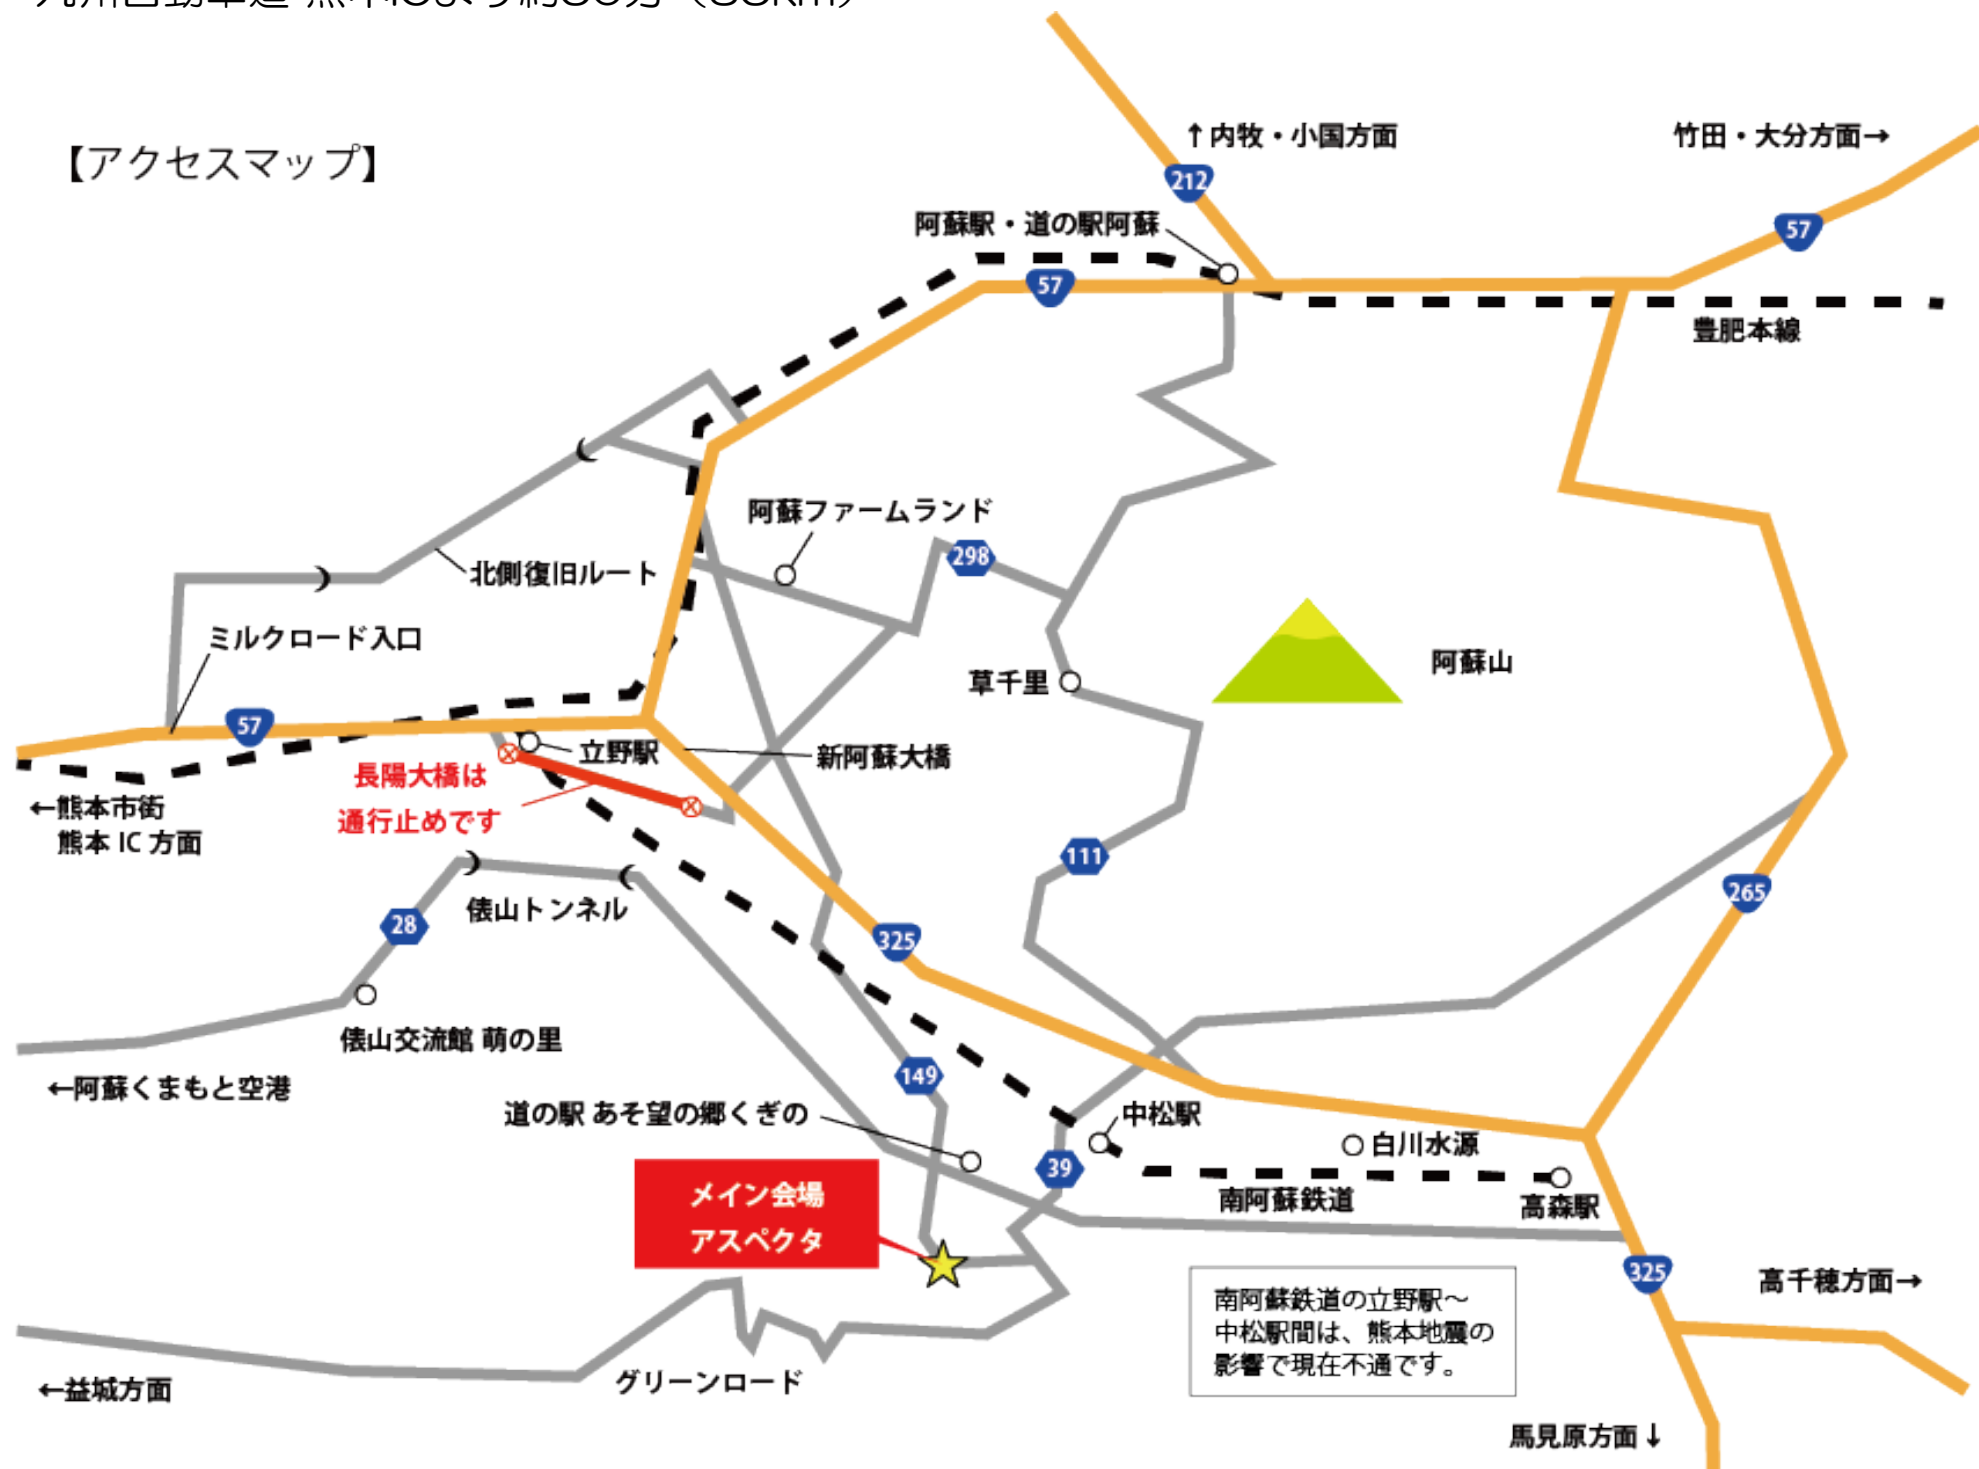 【アクセスマップ】
↑内牧・小国方面
竹田・大分方面→
212
57
阿蘇駅・道の駅阿蘇
57
豊肥本線
阿蘇ファームランド
298
北側復旧ルート
ミルクロード入口
阿蘇山
草千里
57
立野駅
新阿蘇大橋
長陽大橋は
通行止めです
←熊本市街
熊本 IC 方面
111
265
俵山トンネル
28
325
俵山交流館 萌の里
←阿蘇くまもと空港
149
道の駅 あそ望の郷くぎの
中松駅
白川水源
39
南阿蘇鉄道
高森駅
メイン会場
アスペクタ
325
高千穂方面→
南阿蘇鉄道の立野駅～
中松駅間は、熊本地震の
影響で現在不通です。
グリーンロード
←益城方面
馬見原方面↓